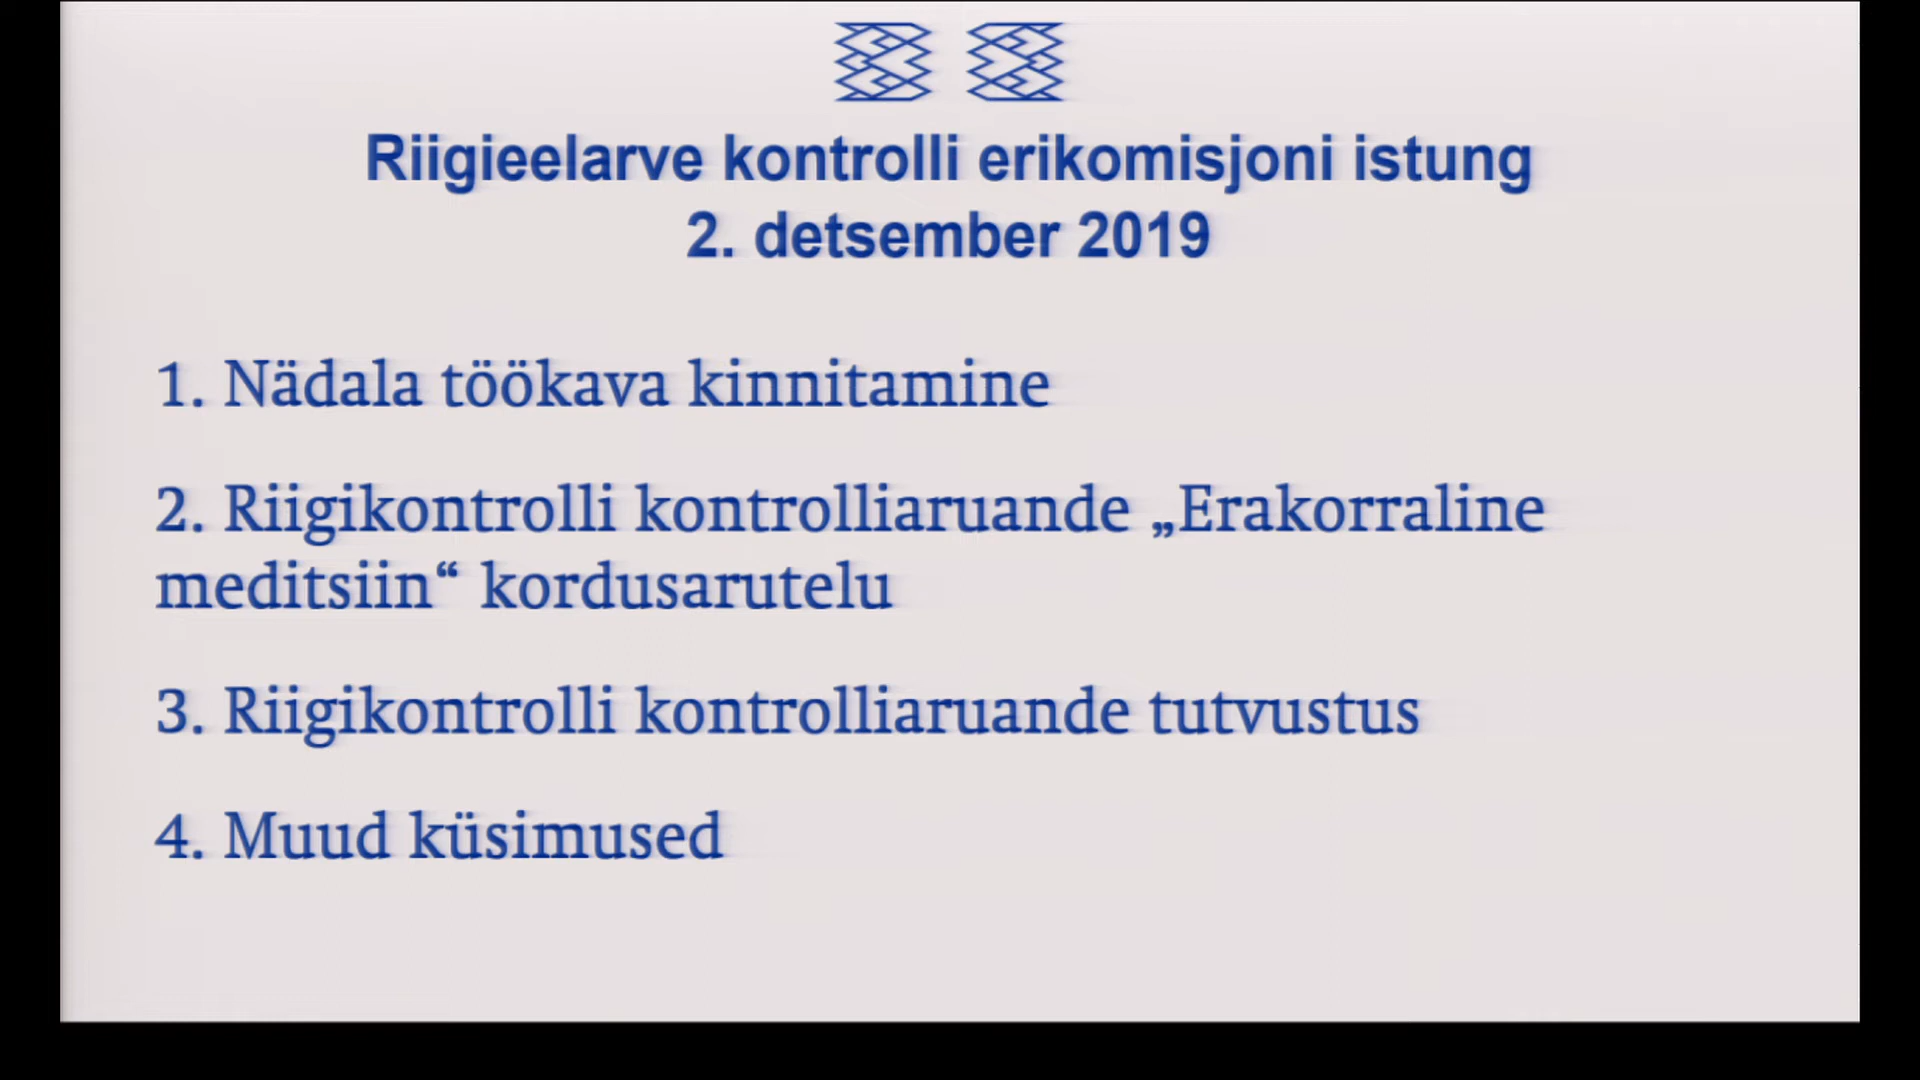 Riigieelarve kontrolli erikomisjoni istung
2. detsember 2019
1. Nädala töökava kinnitamine
2. Riigikontrolli kontrolliaruande „Erakorraline
meditsiin“ kordusarutelu
3. Riigikontrolli kontrolliaruande tutvustus
4. Muud küsimused